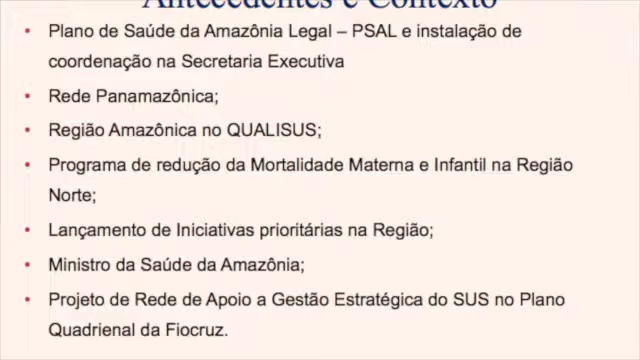 Antecedentes e Contexto
• Plano de Saúde da Amazônia Legal – PSAL e instalação de
coordenação na Secretaria Executiva
• Rede Panamazônica;
• Região Amazônica no QUALISUS;
• Programa de redução da Mortalidade Materna e Infantil na Região
Norte;
• Lançamento de Iniciativas prioritárias na Região;
• Ministro da Saúde da Amazônia;
• Projeto de Rede de Apoio a Gestão Estratégica do SUS no Plano
Quadrienal da Fiocruz.